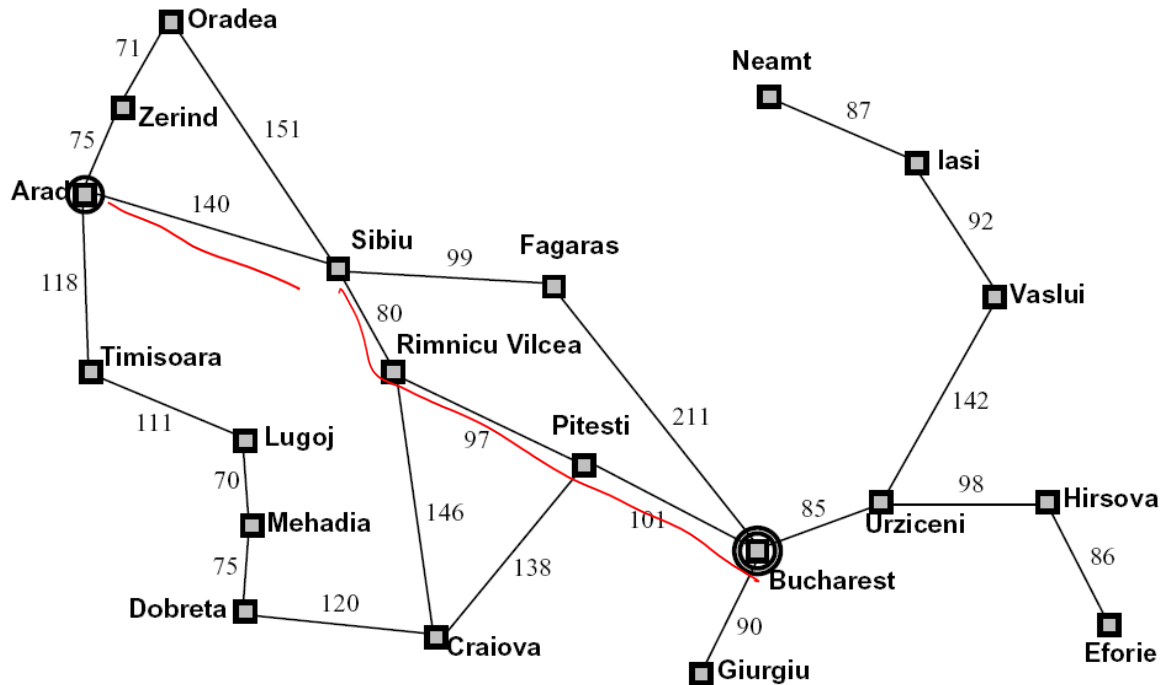 Oradea
71
Neamt
87
Zerind
151
75
Iasi
Arad
140
92
Sibiu
Fagaras
99
118
80
Vaslui
Rimnicu Vilcea
Timisoara
142
111
211
Pitesti
Lugoj
97
70
98
Hirsova
85
Urziceni
146
101
Mehadia
138
86
75
Bucharest
Dobreta
120
90
Craiova
Eforie
Giurgiu